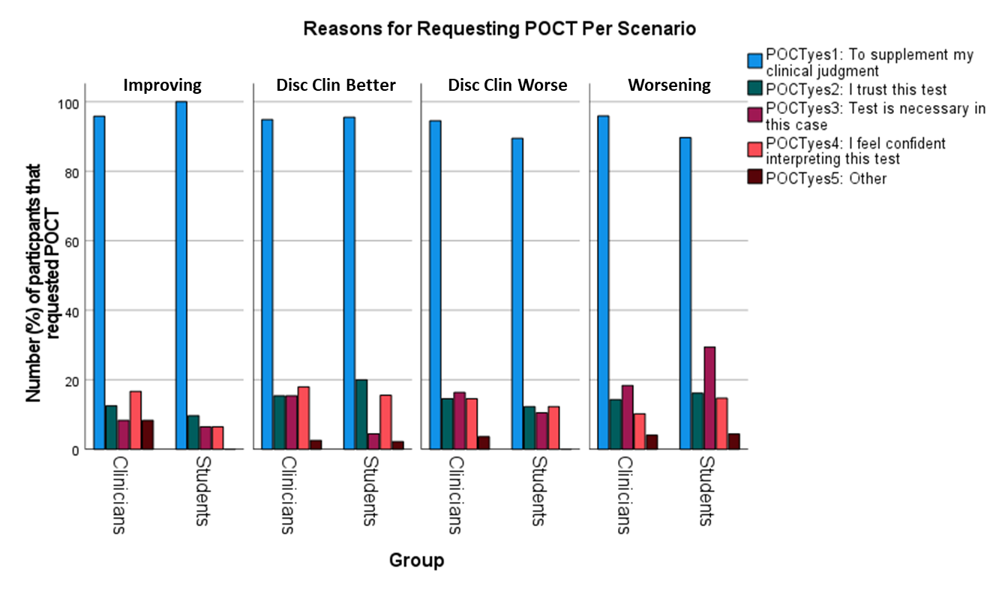 Reasons for Requesting POCT Per Scenario
POCTyes1: To supplement my
clinical judgment
POCTyes2: I trust this test
POCTyes3: Test is necessary in
this case
POCTyes4: I feel confident
interpreting this test
POCTyes5: Other
Improving
Disc Clin Better
Disc Clin Worse
Worsening
Number (%) of particpants that
requested POCT
100
80
60
40
20
0
Clinicians
Students
Clinicians
Students
Clinicians
Students
Clinicians
Students
Group